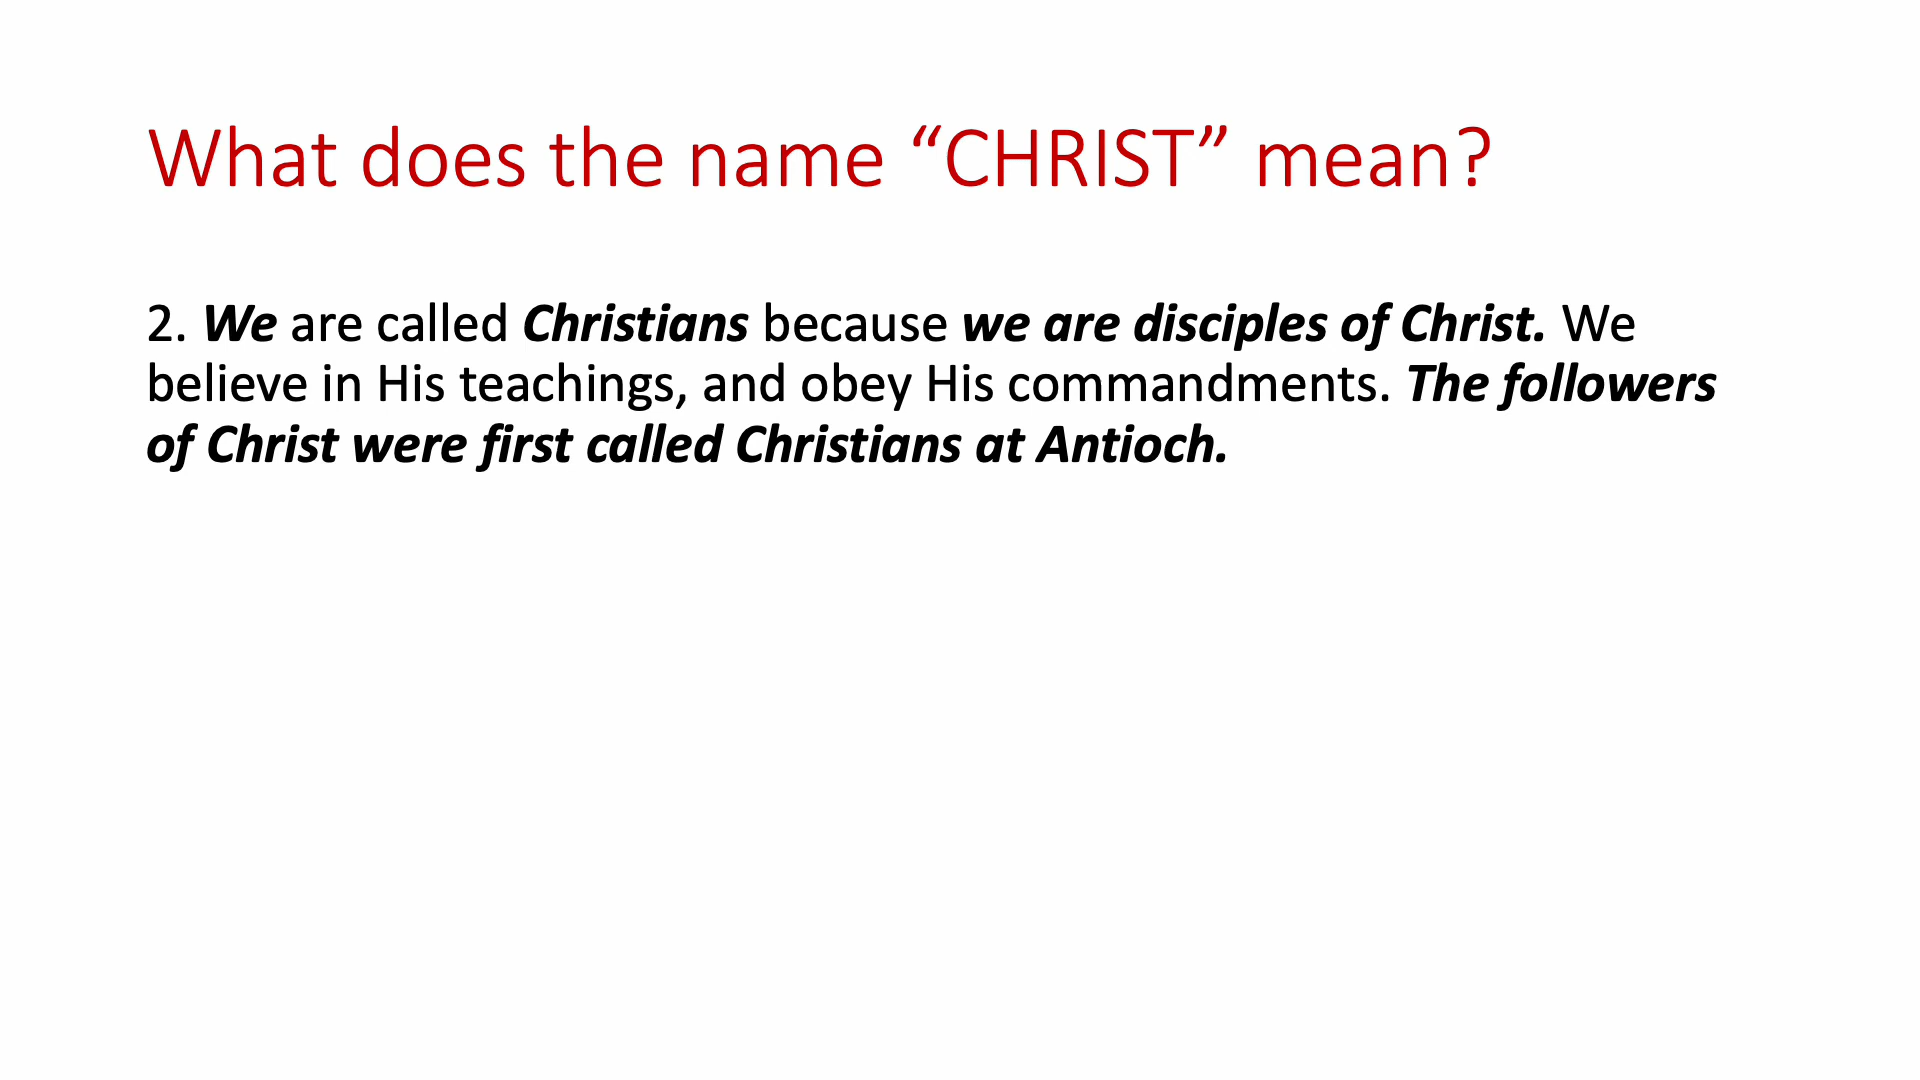 What does the name “CHRIST” mean?
2. We are called Christians because we are disciples of Christ. We
believe in His teachings, and obey His commandments. The followers
of Christ were first called Christians at Antioch.